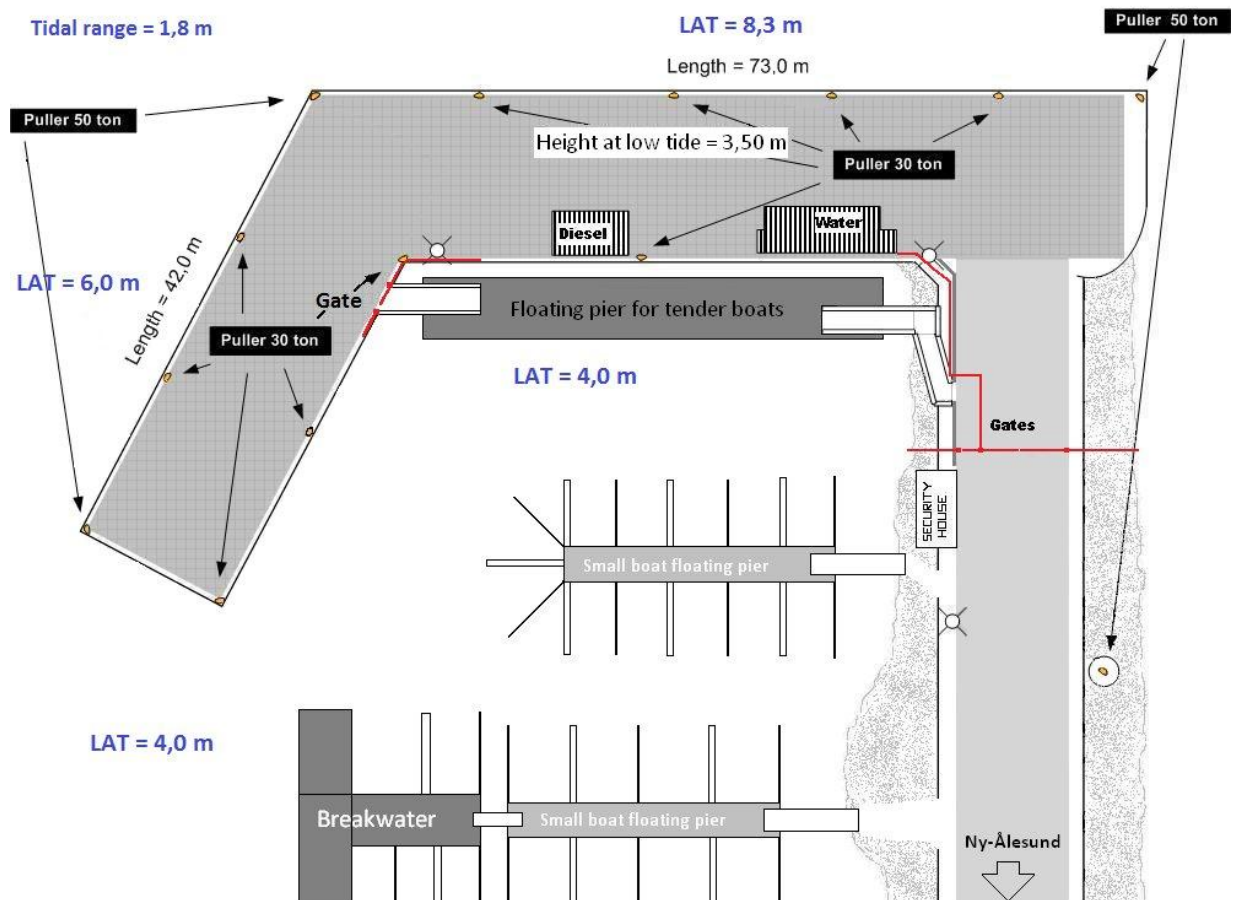 Tidal range = 1,8 m
LAT = 8,3 m
Puller 50 ton
Length = 73,0 m
Puller 50 ton
Height at low tide = 3,50 m
Puller 30 ton
Diesel
Water
LAT = 6,0 m
Length = 42,0 m
Gate
Floating pier for tender boats
Puller 30 ton
LAT = 4,0 m
Gates
SECURITY
HOUSE
Small boat floating pier
LAT = 4,0 m
Breakwater
Small boat floating pier
Ny-Ålesund